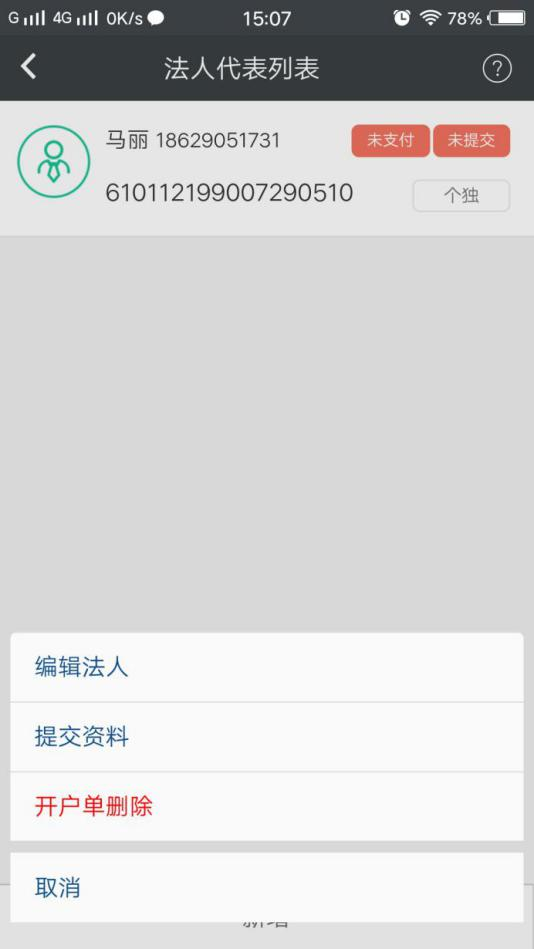 G 4G 0K/s 15:07 78%
法人代表列表 ?
马丽 18629051731 未支付 未提交
610112199007290510 个独
编辑法人
提交资料
开户单删除
取消